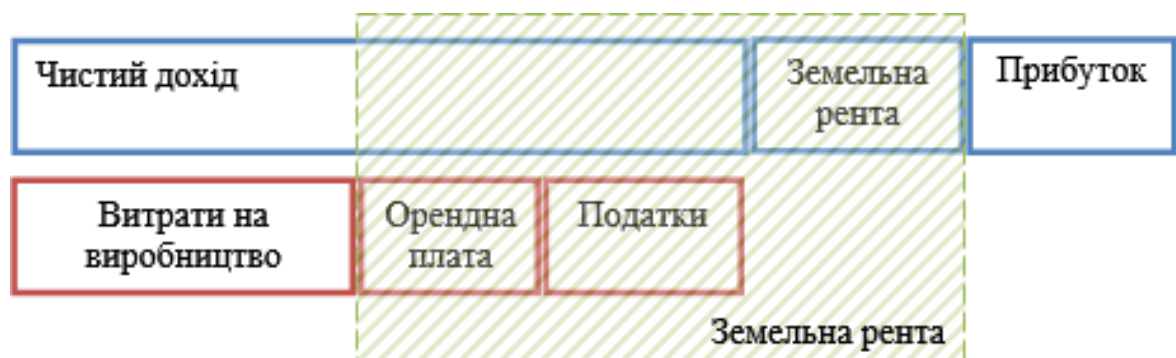 Чистий дохід
Земельна
рента
Прибуток
Витрати на
виробництво
Орендна
плата
Податки
Земельна рента